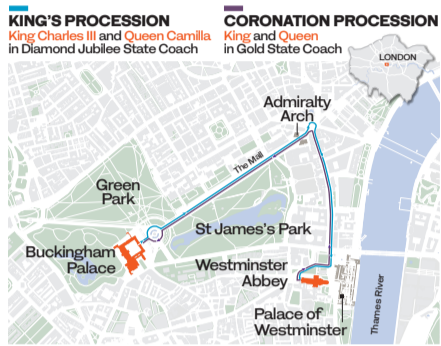 KING'S PROCESSION
King Charles III and Queen Camilla
in Diamond Jubilee State Coach
CORONATION PROCESSION
King and Queen
in Gold State Coach
LONDON
Admiralty
Arch
The Mall
Green
Park
St James's Park
Buckingham
Palace
Westminster
Abbey
Palace of
Westminster
Thames River